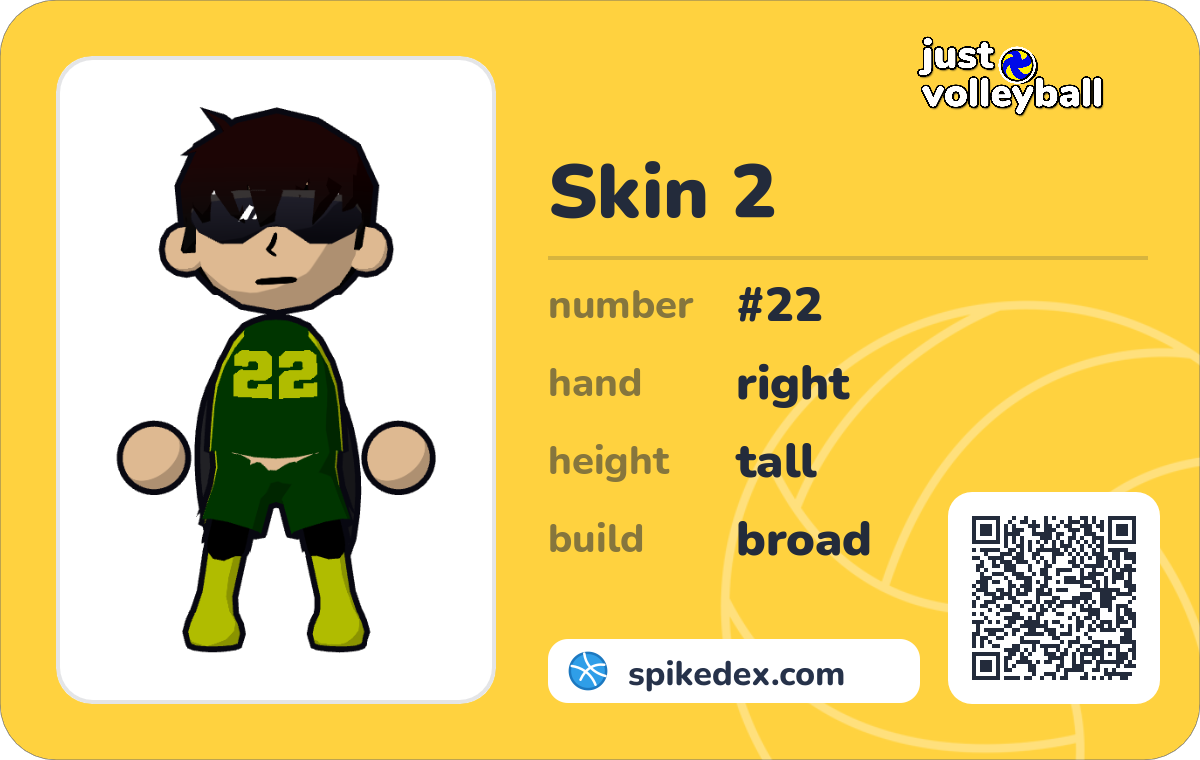 just
volleyball
Skin 2
number #22
hand right
height tall
build broad
22
spikedex.com